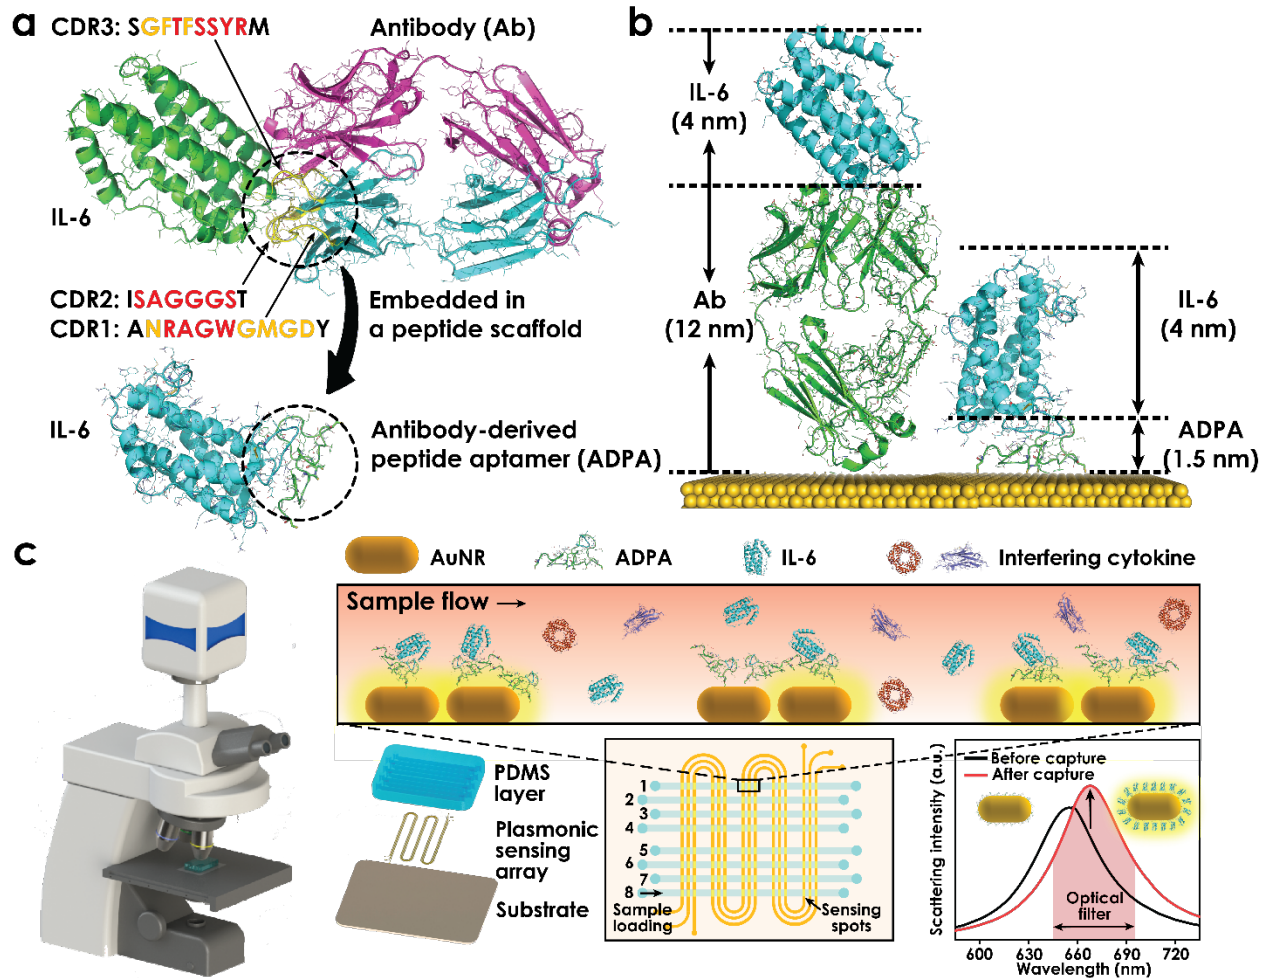 a
CDR3: SGFTFSSYRM
Antibody (Ab)
IL-6
CDR2: ISAGGGST
CDR1: ANRAGWGMGDY
Embedded in
a peptide scaffold
IL-6
Antibody-derived
peptide aptamer (ADPA)
b
IL-6
(4 nm)
Ab
(12 nm)
IL-6
(4 nm)
ADPA
(1.5 nm)
c
AuNR
ADPA
IL-6
Interfering cytokine
Sample flow
PDMS
layer
Plasmonic
sensing
array
Substrate
1
2
3
4
5
6
7
8
Sample
loading
Sensing
spots
Scattering intensity (a.u.)
Before capture
After capture
Optical
filter
600 630 660 690 720
Wavelength (nm)